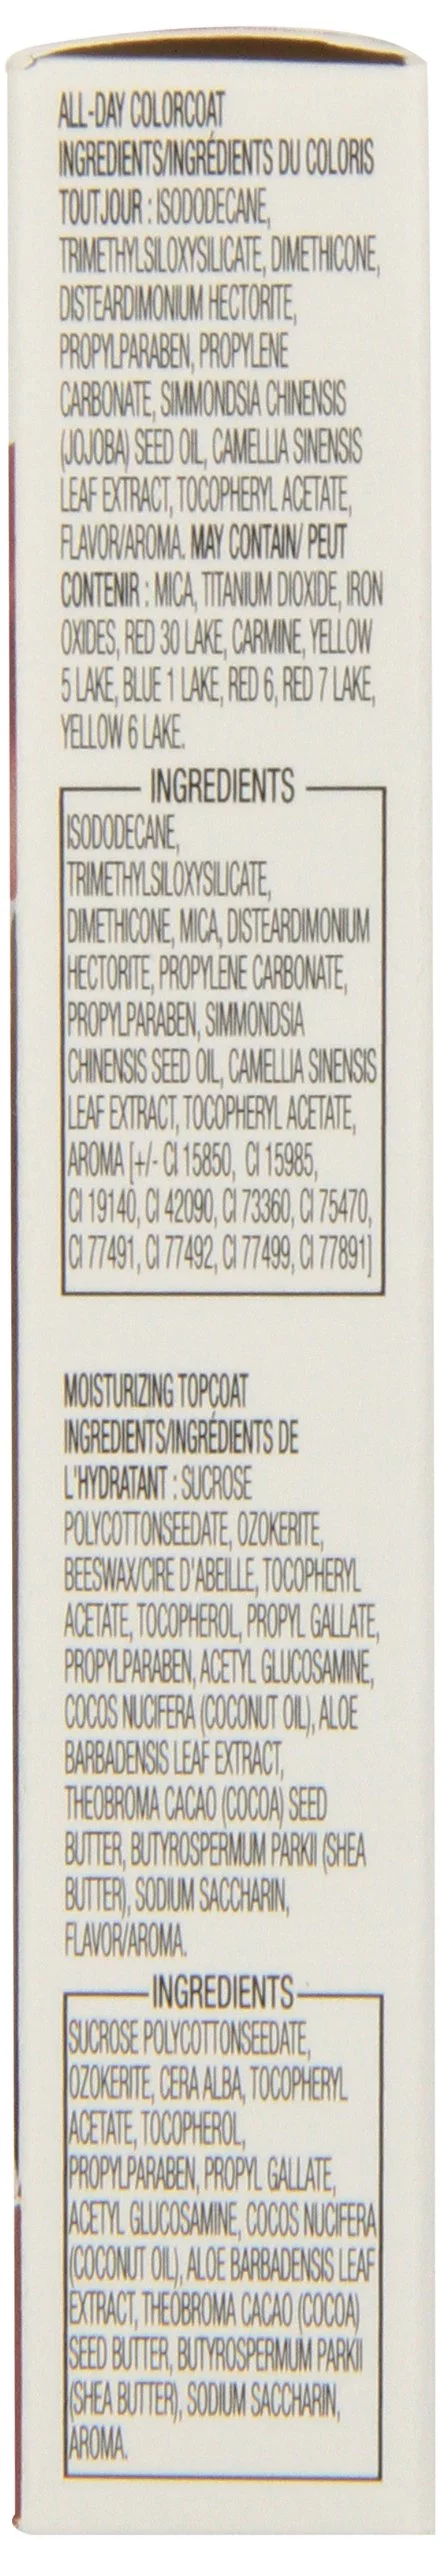 ALL-DAY COLORCOAT
INGREDIENTS/INGRÉDIENTS DU COLORIS
TOUT JOUR : ISODODECANE,
TRIMETHYLSILOXYSILICATE, DIMETHICONE,
DISTEARDIMONIUM HECTORITE,
PROPYLPARABEN, PROPYLENE
CARBONATE, SIMMONDSIA CHINENSIS
(JOJOBA) SEED OIL, CAMELLIA SINENSIS
LEAF EXTRACT, TOCOPHERYL ACETATE,
FLAVOR/AROMA. MAY CONTAIN/ PEUT
CONTENIR : MICA, TITANIUM DIOXIDE, IRON
OXIDES, RED 30 LAKE, CARMINE, YELLOW
5 LAKE, BLUE 1 LAKE, RED 6, RED 7 LAKE,
YELLOW 6 LAKE.
INGREDIENTS
ISODODECANE,
TRIMETHYLSILOXYSILICATE,
DIMETHICONE, MICA, DISTEARDIMONIUM
HECTORITE, PROPYLENE CARBONATE,
PROPYLPARABEN, SIMMONDSIA
CHINENSIS SEED OIL, CAMELLIA SINENSIS
LEAF EXTRACT, TOCOPHERYL ACETATE,
AROMA [+/- CI 15850, CI 15985,
CI 19140, CI 42090, CI 73360, CI 75470,
CI 77491, CI 77492, CI 77499, CI 77891]
MOISTURIZING TOPCOAT
INGREDIENTS/INGRÉDIENTS DE
L'HYDRATANT : SUCROSE
POLYCOTTONSEEDATE, OZOKERITE,
BEESWAX/CIRE D'ABEILLE, TOCOPHERYL
ACETATE, TOCOPHEROL, PROPYL GALLATE,
PROPYLPARABEN, ACETYL GLUCOSAMINE,
COCOS NUCIFERA (COCONUT OIL), ALOE
BARBADENSIS LEAF EXTRACT,
THEOBROMA CACAO (COCOA) SEED
BUTTER, BUTYROSPERMUM PARKII (SHEA
BUTTER), SODIUM SACCHARIN,
FLAVOR/AROMA.
INGREDIENTS
SUCROSE POLYCOTTONSEEDATE,
OZOKERITE, CERA ALBA, TOCOPHERYL
ACETATE, TOCOPHEROL,
PROPYLPARABEN, PROPYL GALLATE,
ACETYL GLUCOSAMINE, COCOS NUCIFERA
(COCONUT OIL), ALOE BARBADENSIS LEAF
EXTRACT, THEOBROMA CACAO (COCOA)
SEED BUTTER, BUTYROSPERMUM PARKII
(SHEA BUTTER), SODIUM SACCHARIN,
AROMA.